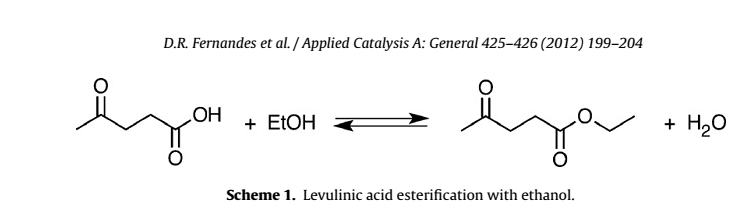 D.R. Fernandes et al. / Applied Catalysis A: General 425–426 (2012) 199–204
O OH O + EtOH O O O + H₂O
Scheme 1. Levulinic acid esterification with ethanol.